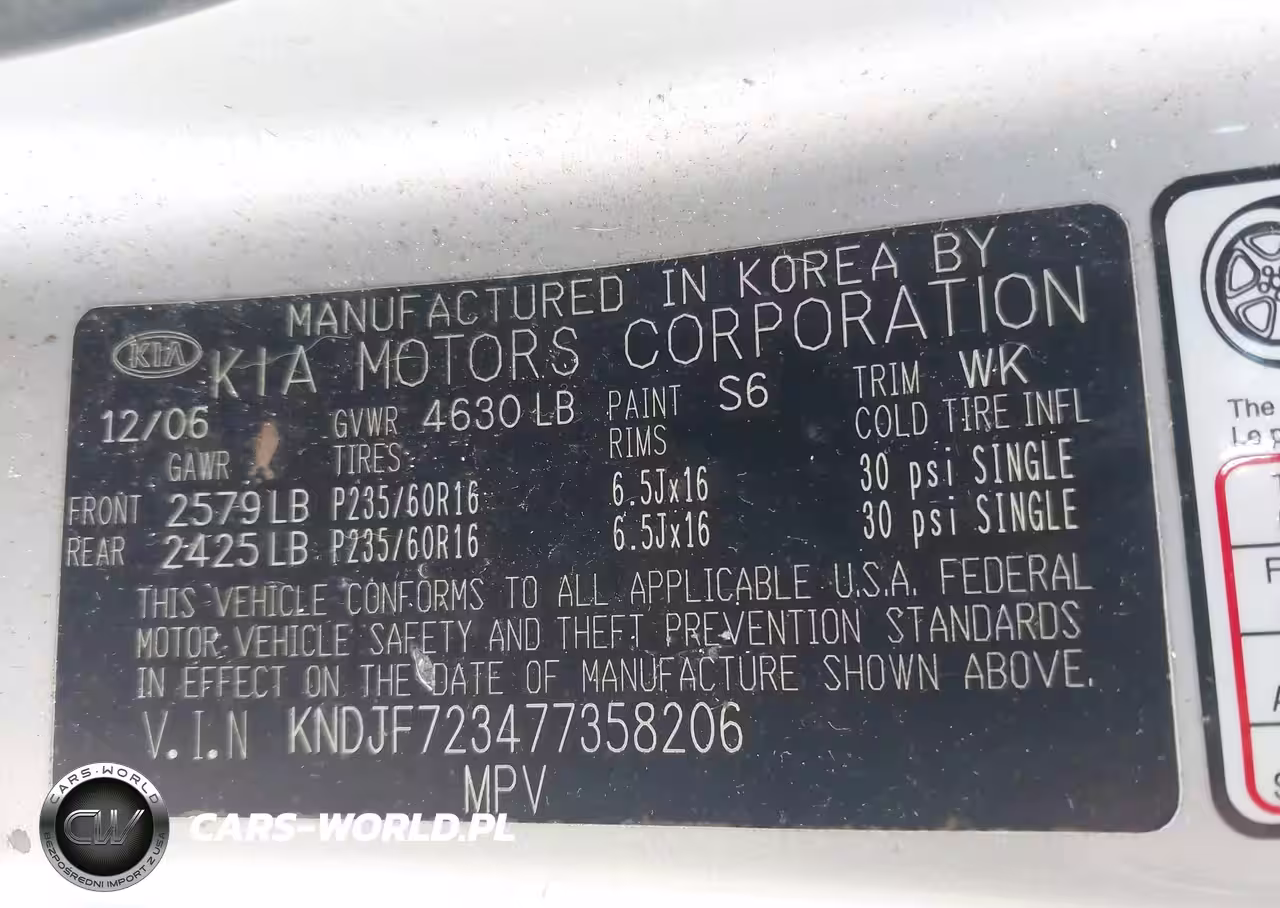 MANUFACTURED IN KOREA BY
KIA KIA MOTORS CORPORATION
12/06 GVWR 4630 LB PAINT S6 TRIM WK
GAWR TIRES RIMS COLD TIRE INFL
FRONT 2579 LB P235/60R16 6.5Jx16 30 psi SINGLE
REAR 2425 LB P235/60R16 6.5Jx16 30 psi SINGLE
THIS VEHICLE CONFORMS TO ALL APPLICABLE U.S.A. FEDERAL
MOTOR VEHICLE SAFETY AND THEFT PREVENTION STANDARDS
IN EFFECT ON THE DATE OF MANUFACTURE SHOWN ABOVE.
V.I.N KNDJF723477358206
MPV
The
CARS-WORLD
CW
BEZPOŚREDNI IMPORT Z USA
CARS-WORLD.PL